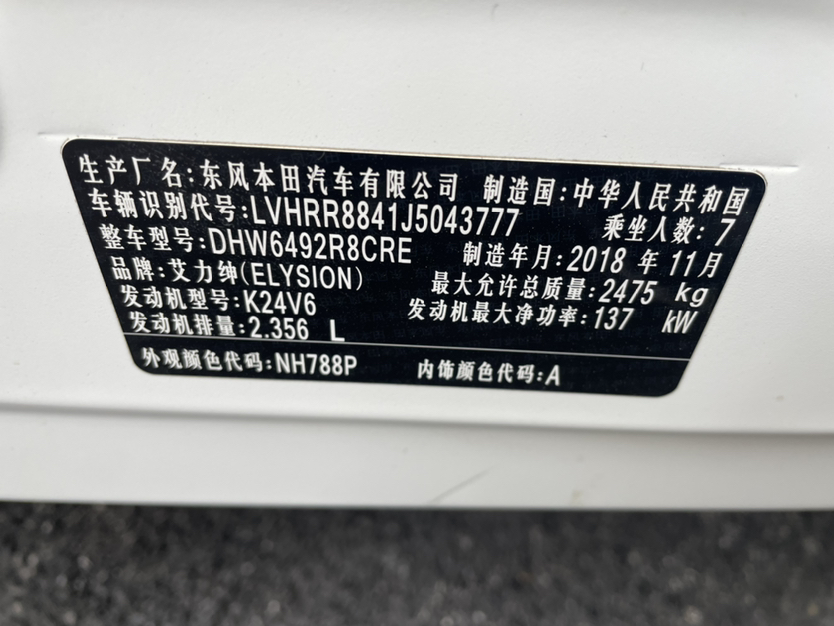 生产厂名:东风本田汽车有限公司 制造国:中华人民共和国
车辆识别代号:LVHRR8841J5043777 乘坐人数:7
整车型号:DHW6492R8CRE 制造年月:2018 年 11月
品牌:艾力绅(ELYSION) 最大允许总质量:2475 kg
发动机型号:K24V6 发动机最大净功率:137 kW
发动机排量:2.356 L
外观颜色代码:NH788P 内饰颜色代码:A